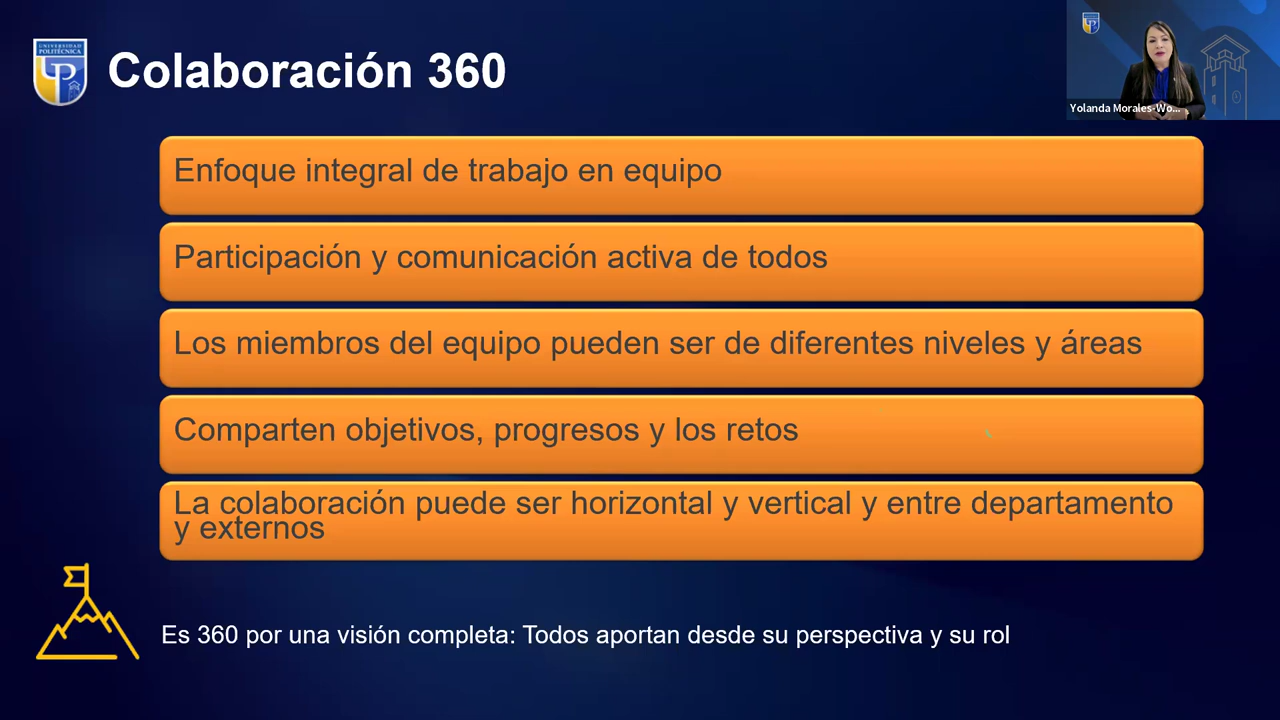 UNIVERSIDAD
POLITÉCNICA
Colaboración 360
Yolanda Morales-Wo...
Enfoque integral de trabajo en equipo
Participación y comunicación activa de todos
Los miembros del equipo pueden ser de diferentes niveles y áreas
Comparten objetivos, progresos y los retos
La colaboración puede ser horizontal y vertical y entre departamento
y externos
Es 360 por una visión completa: Todos aportan desde su perspectiva y su rol